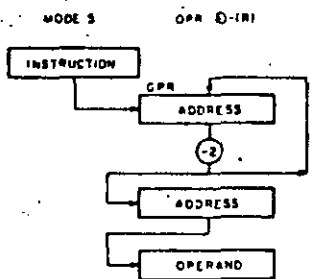 MODE 5 OPR @-(R)
INSTRUCTION
GPR
ADDRESS
-2
ADDRESS
OPERAND